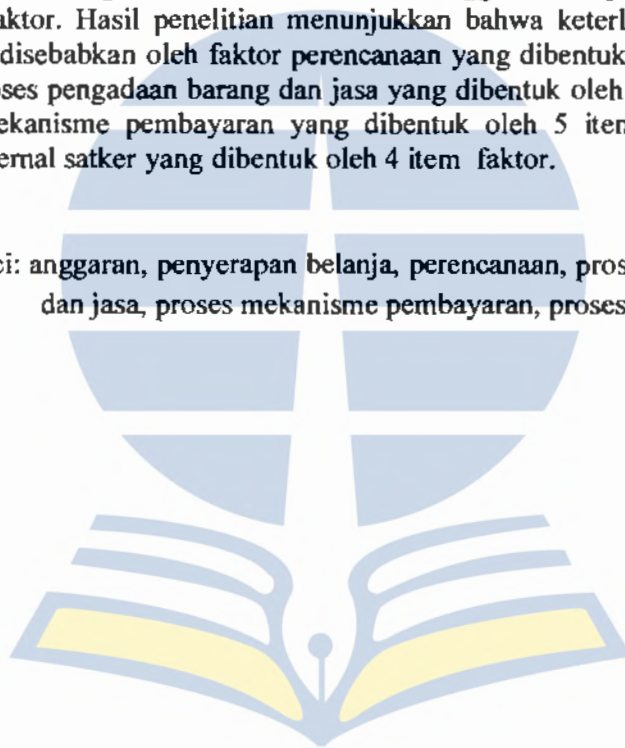 aktor. Hasil penelitian menunjukkan bahwa keterl
disebabkan oleh faktor perencanaan yang dibentuk
ses pengadaan barang dan jasa yang dibentuk oleh
ekanisme pembayaran yang dibentuk oleh 5 iten
ernal satker yang dibentuk oleh 4 item faktor.
ci: anggaran, penyerapan belanja, perencanaan, pros
dan jasa, proses mekanisme pembayaran, proses